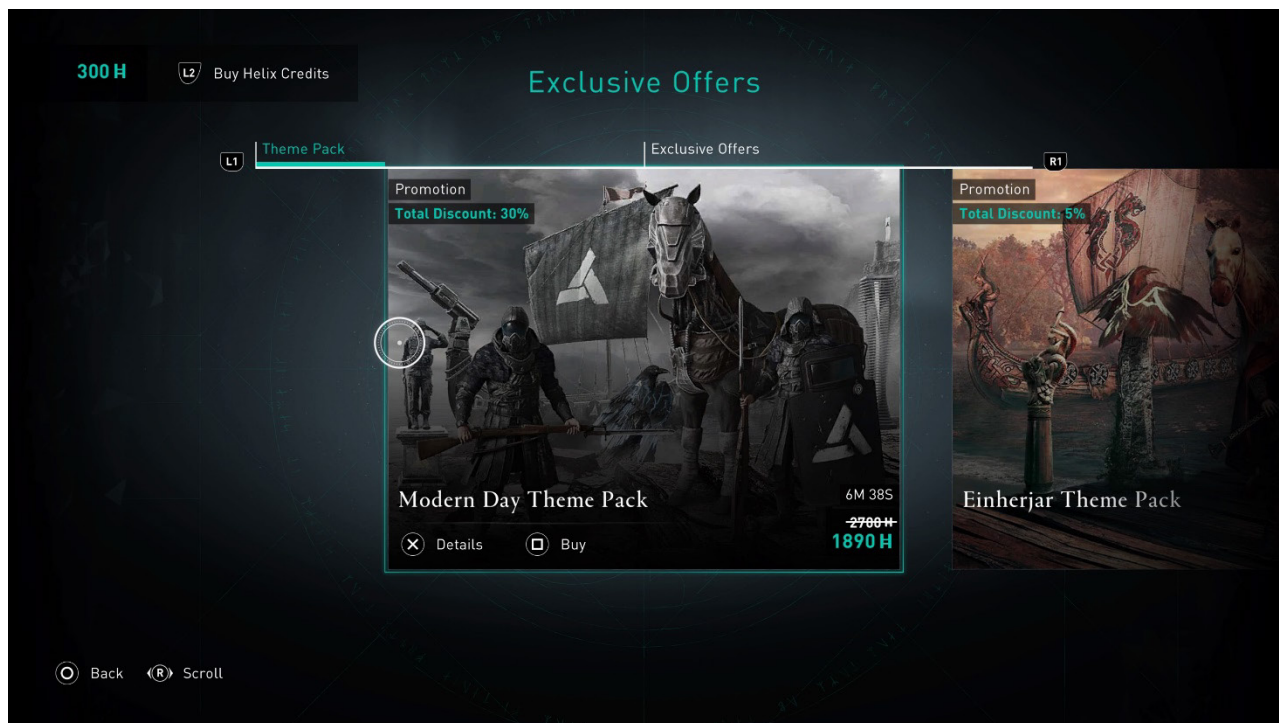 300 H
L2 Buy Helix Credits
Exclusive Offers
L1
Theme Pack
Exclusive Offers
R1
Promotion
Total Discount: 30%
Modern Day Theme Pack
6M 38S
2700 H
1890 H
Details
Buy
Promotion
Total Discount: 5%
Einherjar Theme Pack
Back
R Scroll